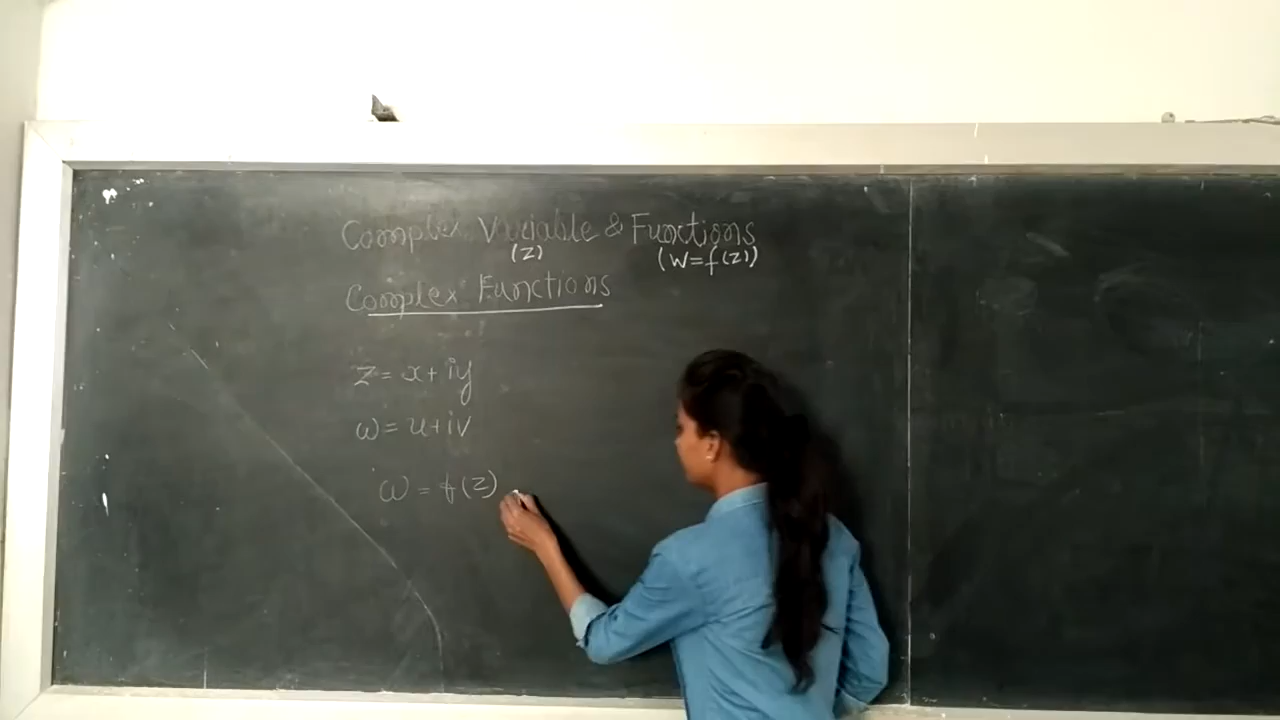 Complex Variable & Functions
(Z) (W=f(Z))
Complex Functions
Z = x + iy
ω = u + iv
ω = f(Z)